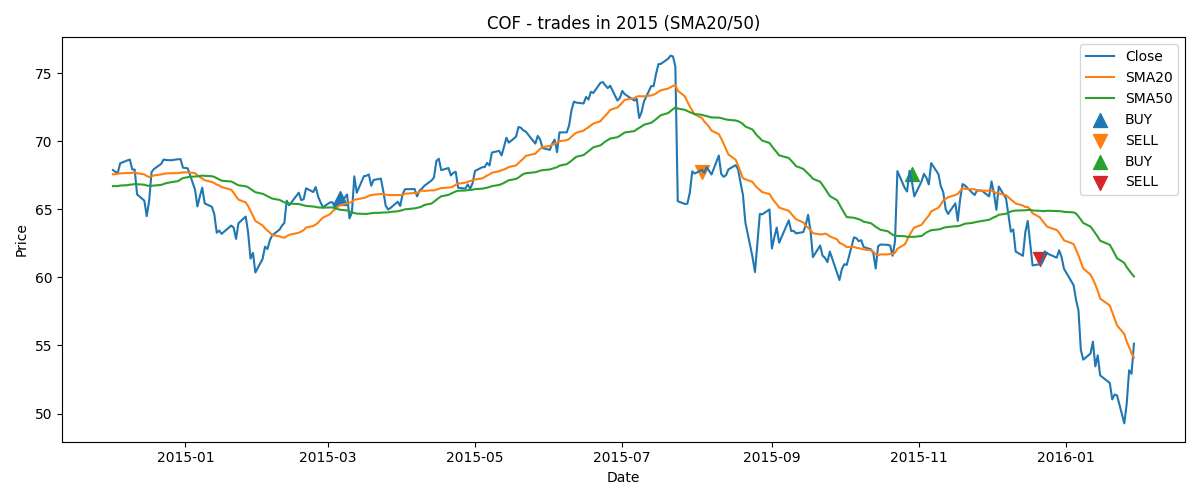 COF - trades in 2015 (SMA20/50)
Close
SMA20
SMA50
BUY
SELL
BUY
SELL
Price
75
70
65
60
55
50
2015-01
2015-03
2015-05
2015-07
2015-09
2015-11
2016-01
Date